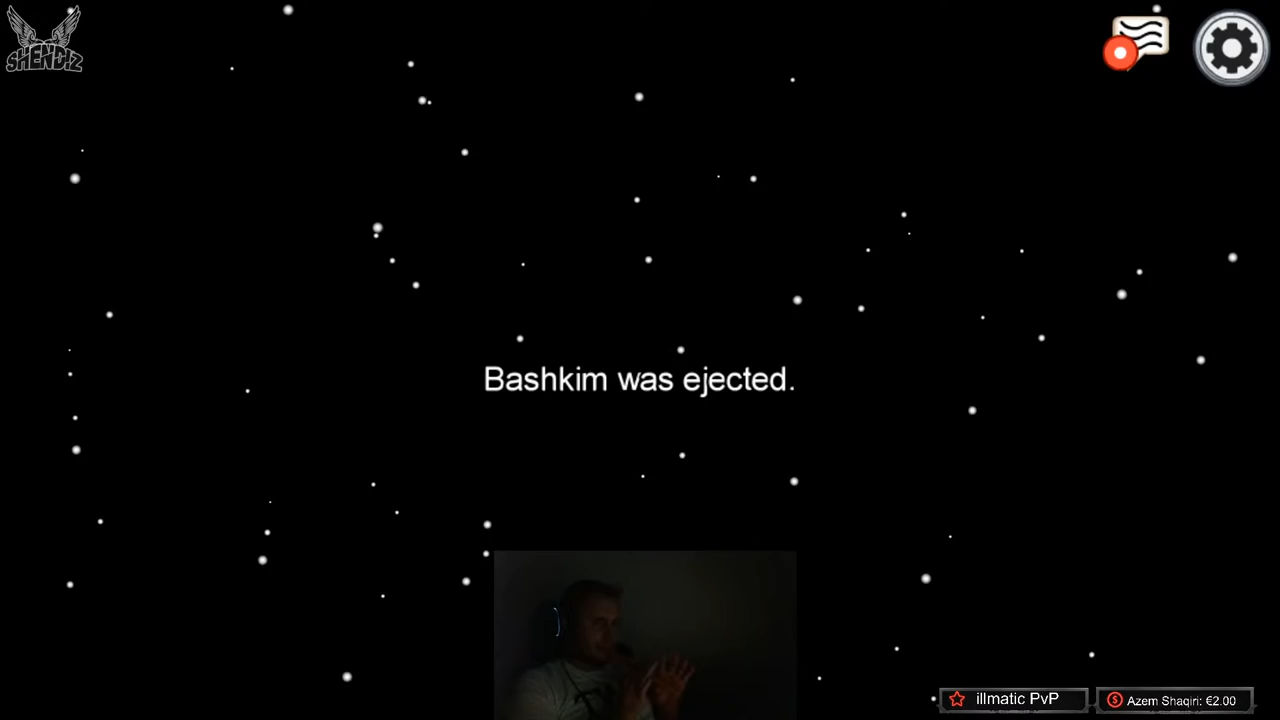 SHENDIZ
Bashkim was ejected.
illmatic PvP
Azem Shaqiri: €2.00